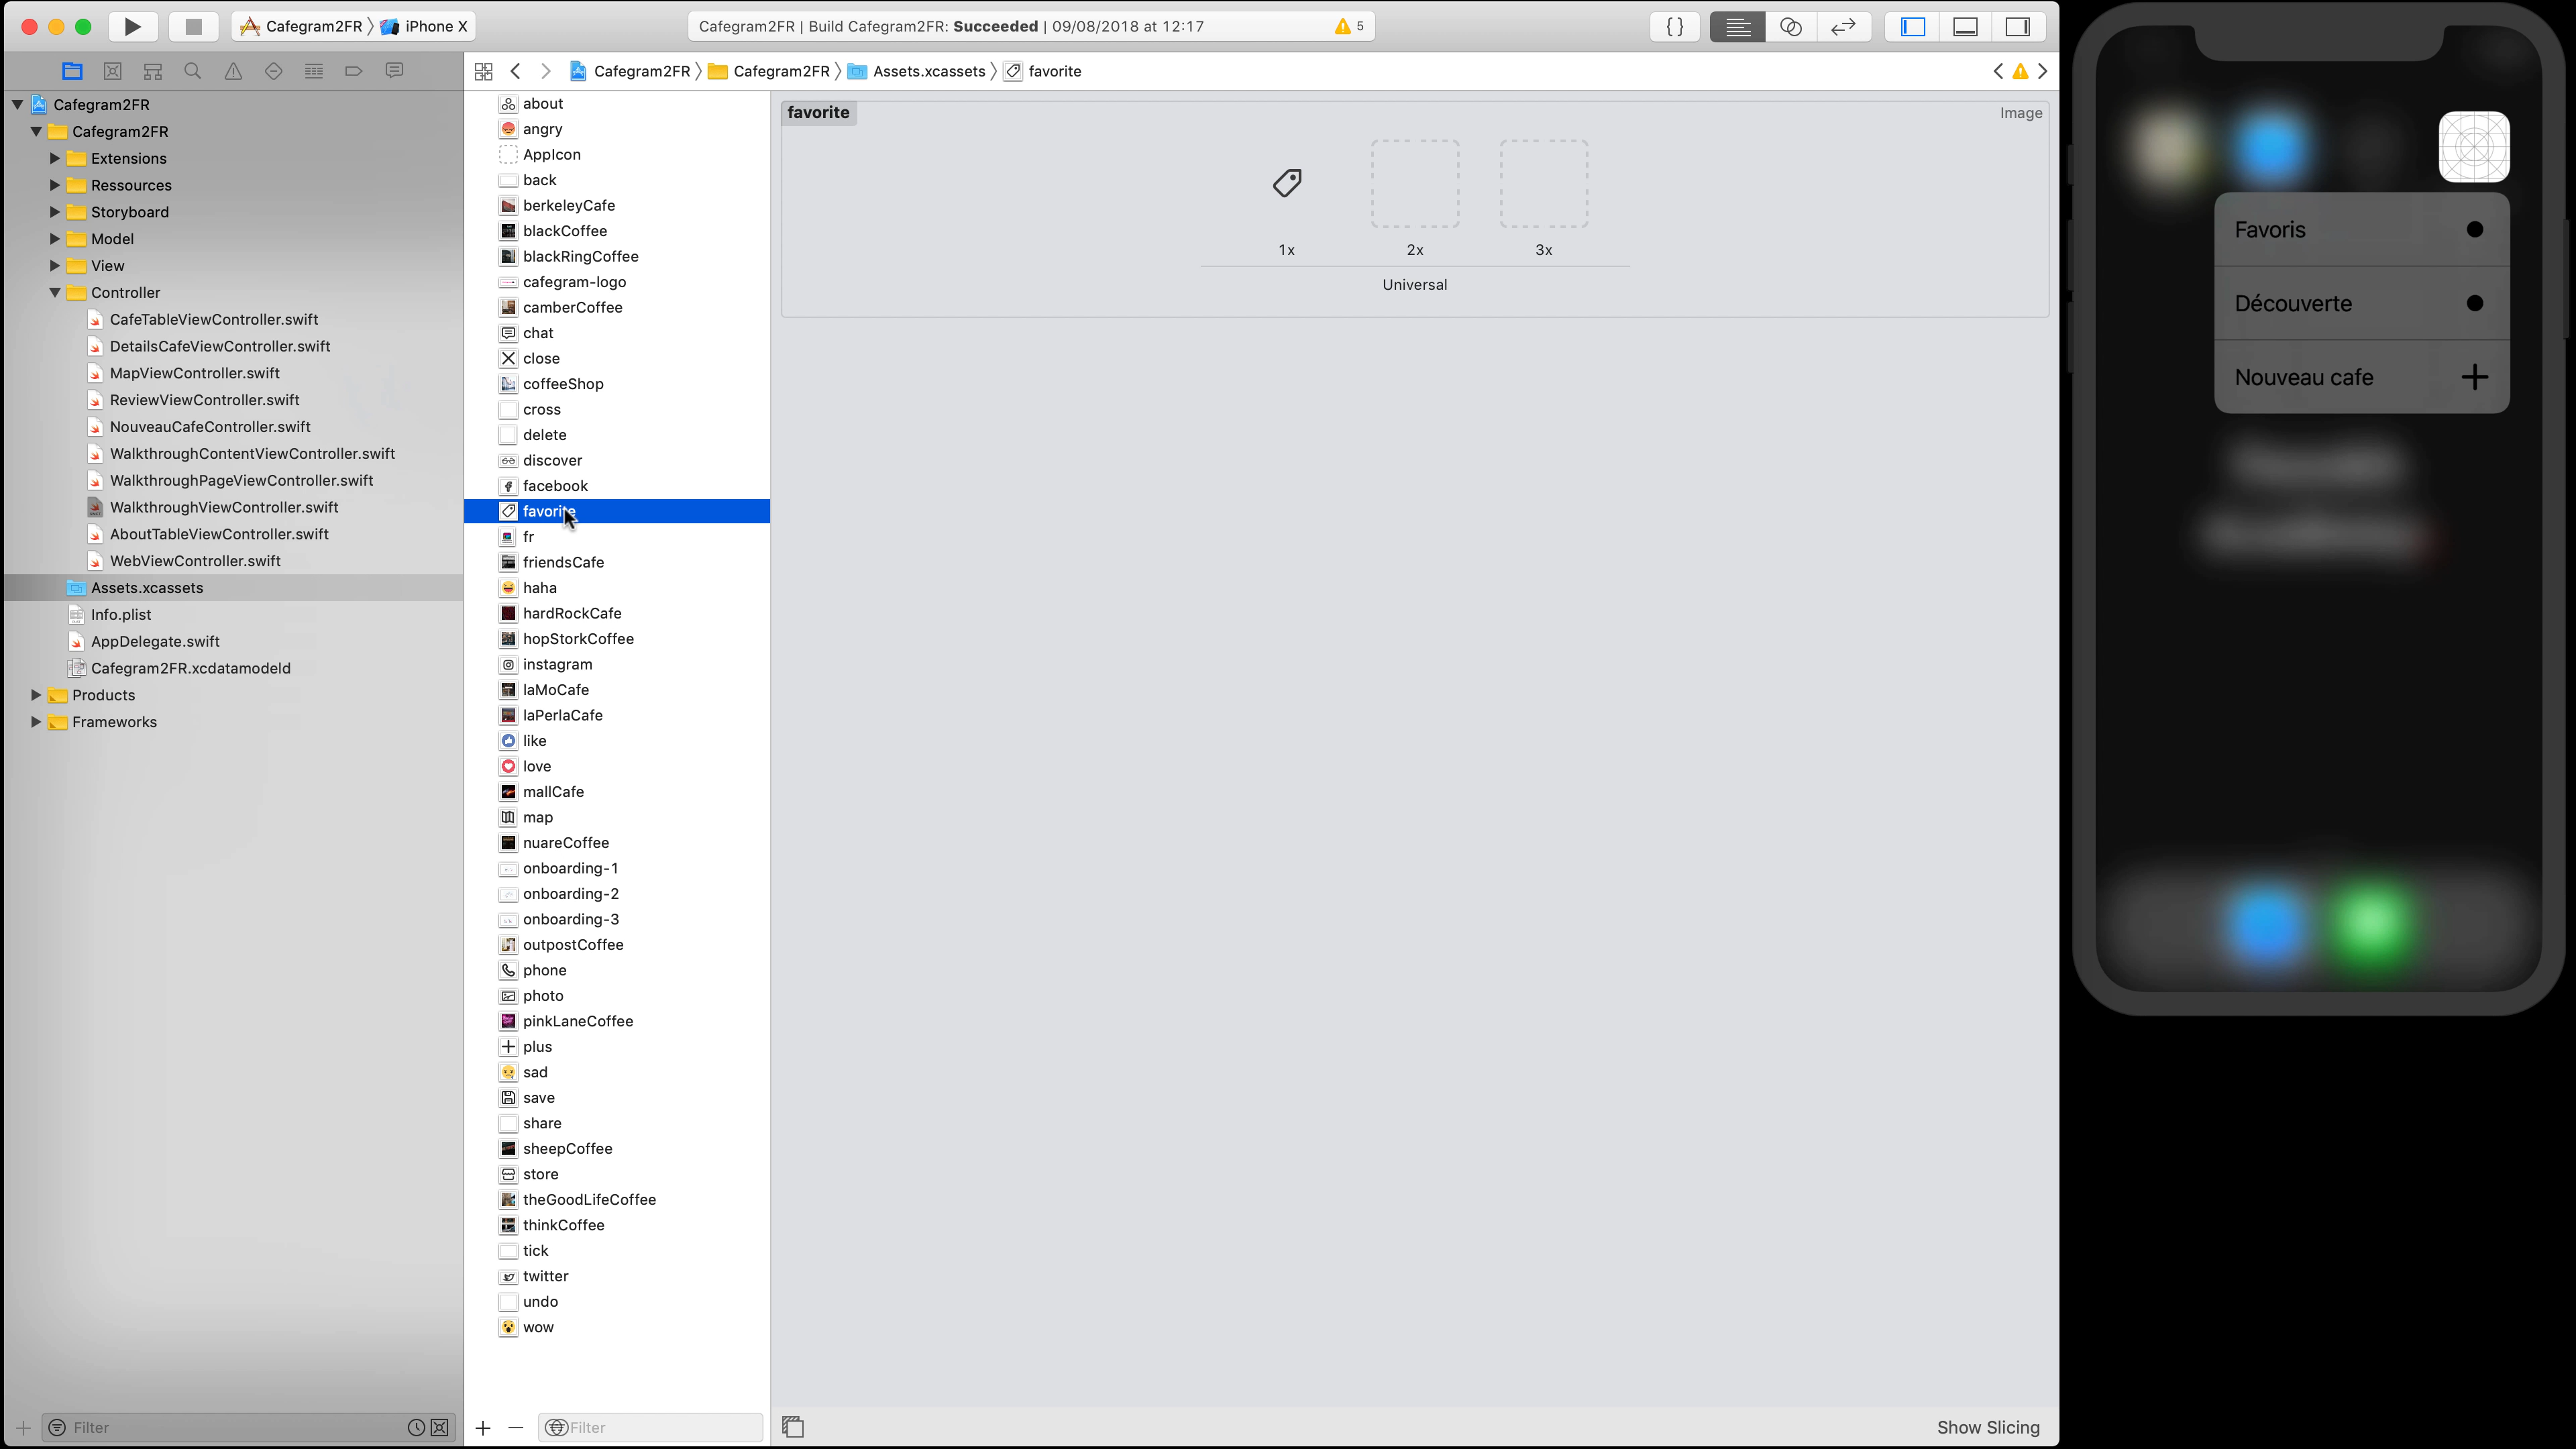 Cafegram2FR iPhone X
Cafegram2FR | Build Cafegram2FR: Succeeded | 09/08/2018 at 12:17
5
{}
Cafegram2FR
Cafegram2FR
Extensions
Ressources
Storyboard
Model
View
Controller
CafeTableViewController.swift
DetailsCafeViewController.swift
MapViewController.swift
ReviewViewController.swift
NouveauCafeController.swift
WalkthroughContentViewController.swift
WalkthroughPageViewController.swift
WalkthroughViewController.swift
AboutTableViewController.swift
WebViewController.swift
Assets.xcassets
Info.plist
AppDelegate.swift
Cafegram2FR.xcdatamodeld
Products
Frameworks
Filter
Cafegram2FR Cafegram2FR Assets.xcassets favorite
about
angry
AppIcon
back
berkeleyCafe
blackCoffee
blackRingCoffee
cafegram-logo
camberCoffee
chat
close
coffeeShop
cross
delete
discover
facebook
favorite
fr
friendsCafe
haha
hardRockCafe
hopStorkCoffee
instagram
laMoCafe
laPerlaCafe
like
love
mallCafe
map
nuareCoffee
onboarding-1
onboarding-2
onboarding-3
outpostCoffee
phone
photo
pinkLaneCoffee
plus
sad
save
share
sheepCoffee
store
theGoodLifeCoffee
thinkCoffee
tick
twitter
undo
wow
Filter
favorite
Image
1x 2x 3x
Universal
Show Slicing
Favoris
Découverte
Nouveau cafe